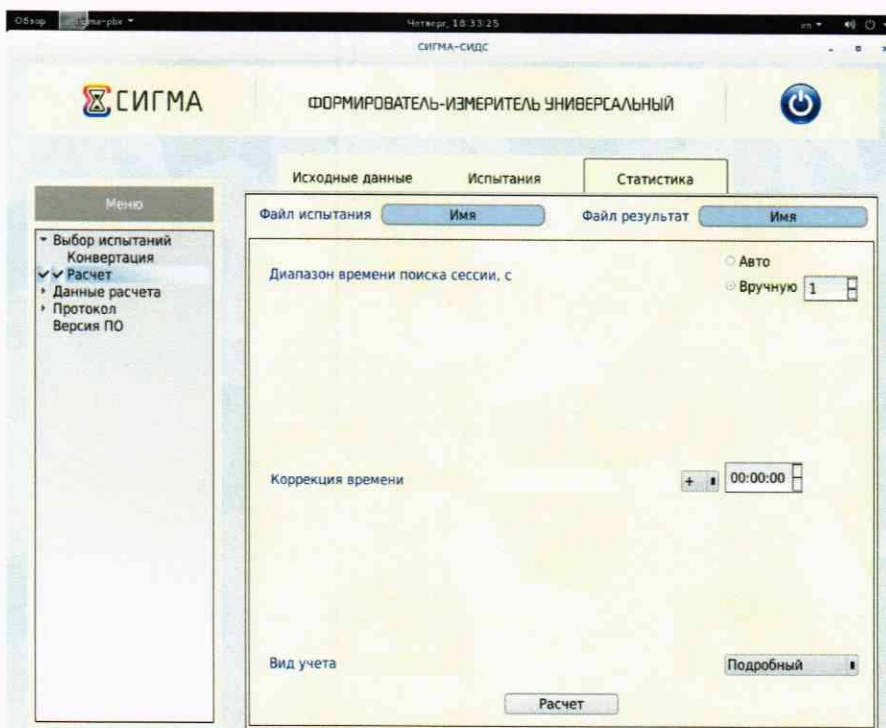 Обзор
Четверг, 18:33:25
en
СИГМА-СИДС
СИГМА
ФОРМИРОВАТЕЛЬ-ИЗМЕРИТЕЛЬ УНИВЕРСАЛЬНЫЙ
Исходные данные Испытания Статистика
Меню
Файл испытания Имя Файл результат Имя
Выбор испытаний
Конвертация
Расчет
Данные расчета
Протокол
Версия ПО
Диапазон времени поиска сессии, с
Авто
Вручную 1
Коррекция времени + 00:00:00
Вид учета Подробный
Расчет